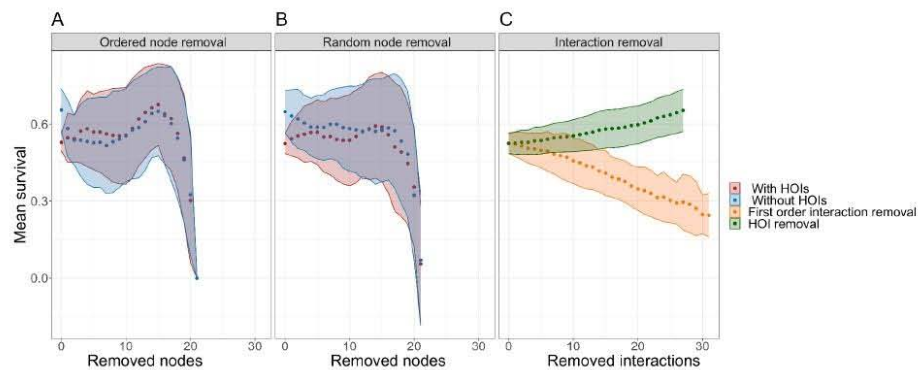 A
B
C
Ordered node removal
Random node removal
Interaction removal
Mean survival
0.6
0.3
0.0
0 10 20 30
0 10 20 30
0 10 20 30
Removed nodes
Removed nodes
Removed interactions
With HOIs
Without HOIs
First order interaction removal
HOI removal